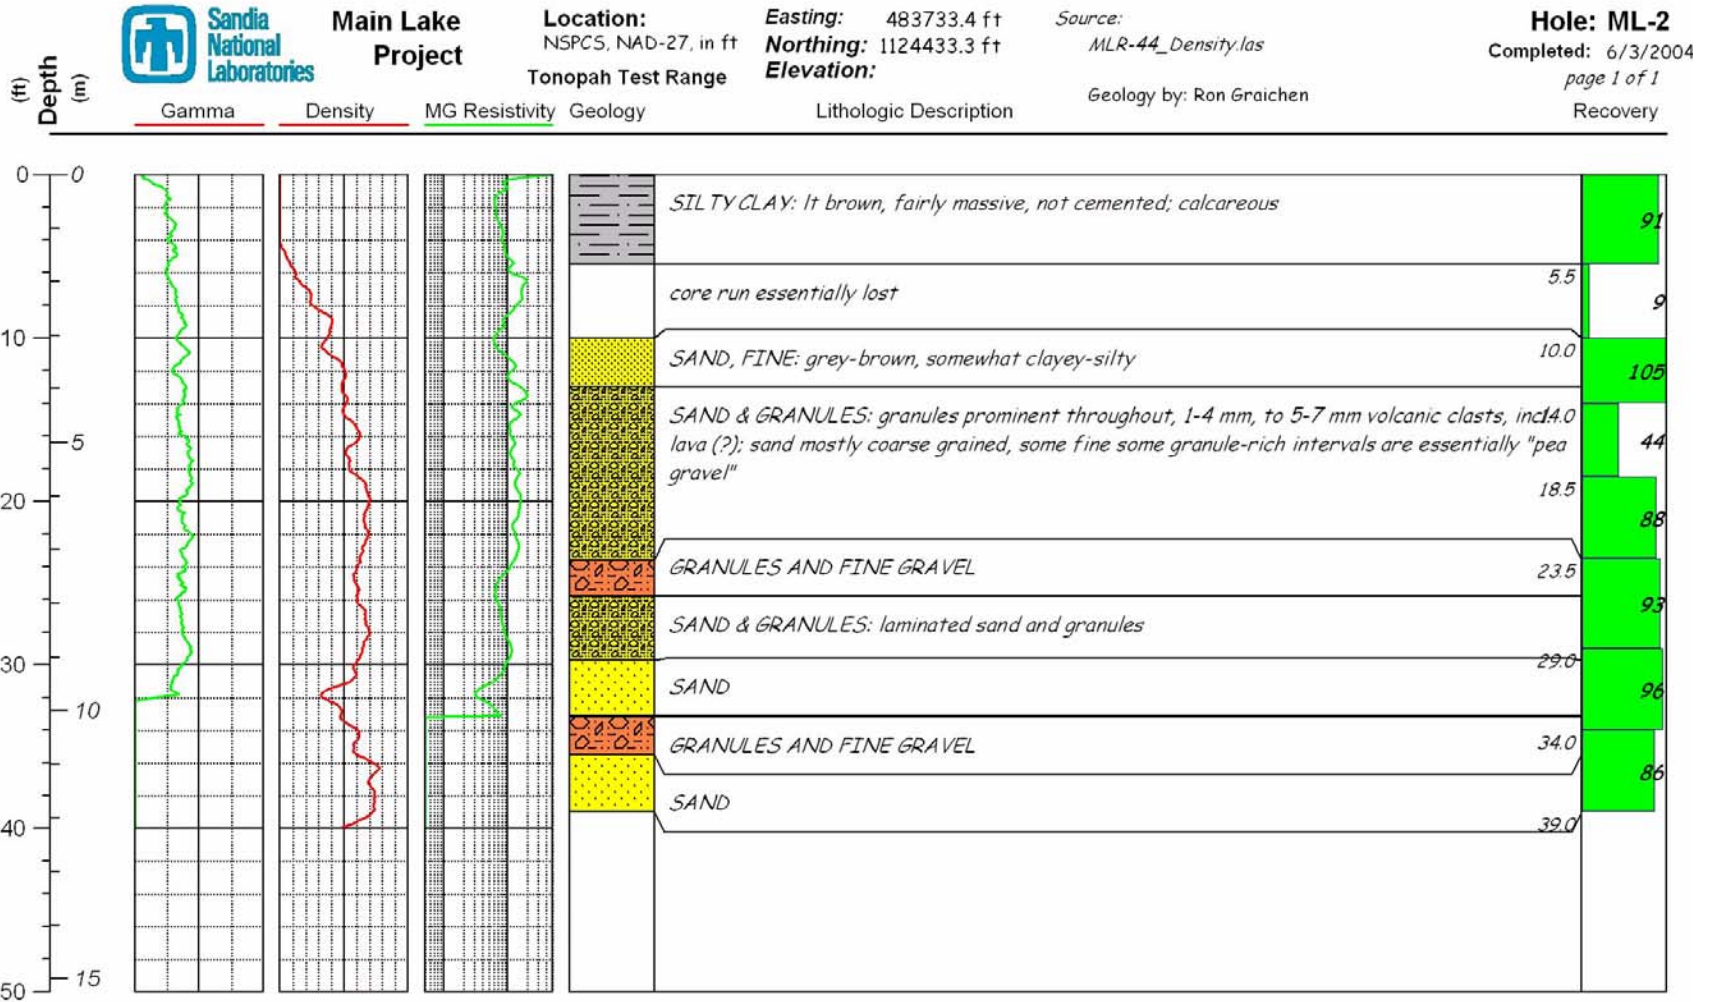 Sandia
National
Laboratories
Main Lake
Project
Location:
NSPCS, NAD-27, in ft
Tonopah Test Range
Easting: 483733.4 ft
Northing: 1124433.3 ft
Elevation:
Source:
MLR-44_Density.las
Geology by: Ron Graichen
Hole: ML-2
Completed: 6/3/2004
page 1 of 1
(ft)
Depth
(m)
Gamma
Density
MG Resistivity
Geology
Lithologic Description
Recovery
0
0
SILTY CLAY: lt brown, fairly massive, not cemented; calcareous
91
5.5
core run essentially lost
9
10
10.0
SAND, FINE: grey-brown, somewhat clayey-silty
105
SAND & GRANULES: granules prominent throughout, 1-4 mm, to 5-7 mm volcanic clasts, incl.
14.0
5
lava (?); sand mostly coarse grained, some fine some granule-rich intervals are essentially "pea
44
gravel"
18.5
20
88
GRANULES AND FINE GRAVEL
23.5
93
SAND & GRANULES: laminated sand and granules
30
29.0
SAND
96
10
GRANULES AND FINE GRAVEL
34.0
86
SAND
39.0
40
15
50